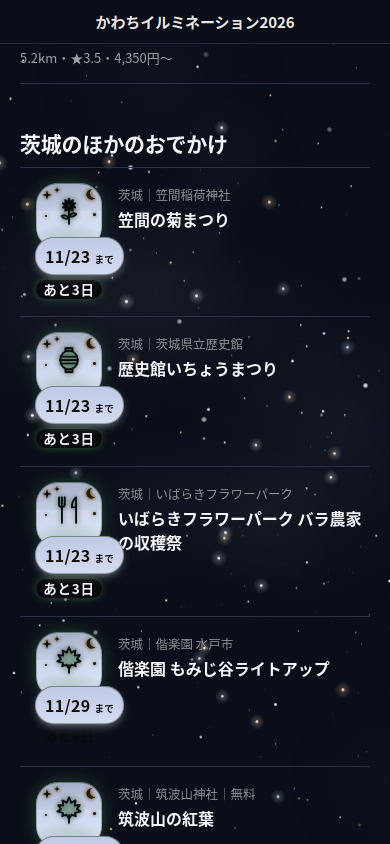 かわちイルミネーション2026
5.2km・★3.5・4,350円〜
茨城のほかのおでかけ
茨城｜笠間稲荷神社
笠間の菊まつり
11/23 まで
あと3日
茨城｜茨城県立歴史館
歴史館いちょうまつり
11/23 まで
あと3日
茨城｜いばらきフラワーパーク
いばらきフラワーパーク バラ農家
の収穫祭
11/23 まで
あと3日
茨城｜偕楽園 水戸市
偕楽園 もみじ谷ライトアップ
11/29 まで
茨城｜筑波山神社｜無料
筑波山の紅葉